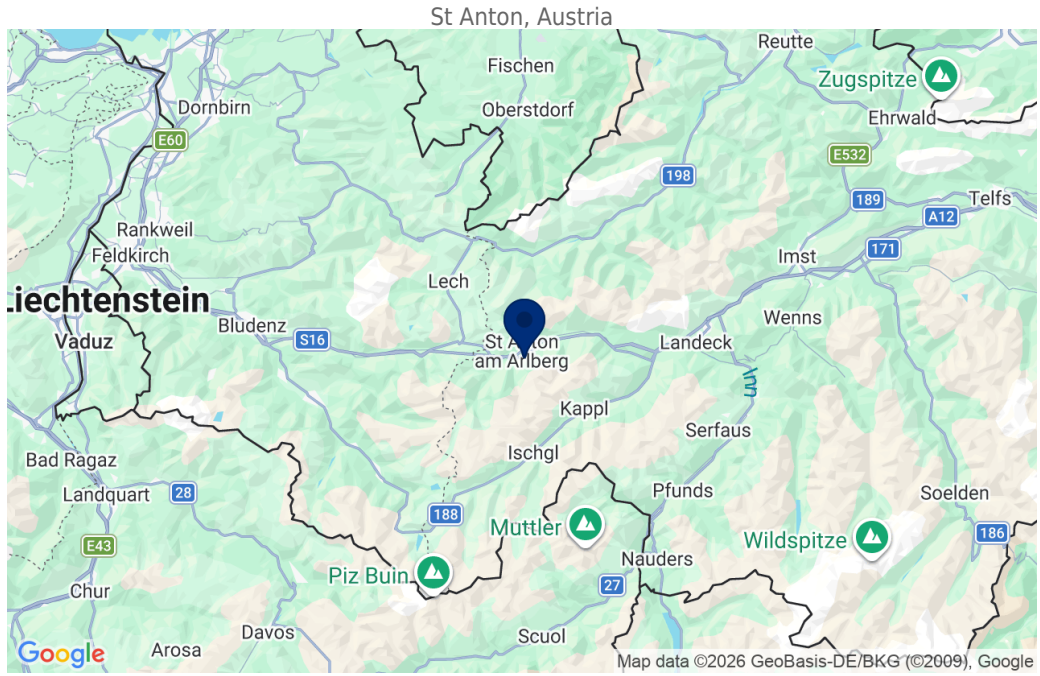 St Anton, Austria
Reutte
Fischen
Zugspitze
Oberstdorf
Dornbirn
Ehrwald
E60
E532
198
189
Telfs
A12
Rankweil
171
Feldkirch
Imst
Lech
Liechtenstein
Wenns
Bludenz
S16
Vaduz
St Anton
am Arlberg
Landeck
Inn
Kappl
Serfaus
Ischgl
Bad Ragaz
Landquart
28
Pfunds
Soelden
188
Muttler
Wildspitze
186
E43
Nauders
Piz Buin
27
Chur
Davos
Scuol
Arosa
Google
Map data ©2026 GeoBasis-DE/BKG (©2009), Google